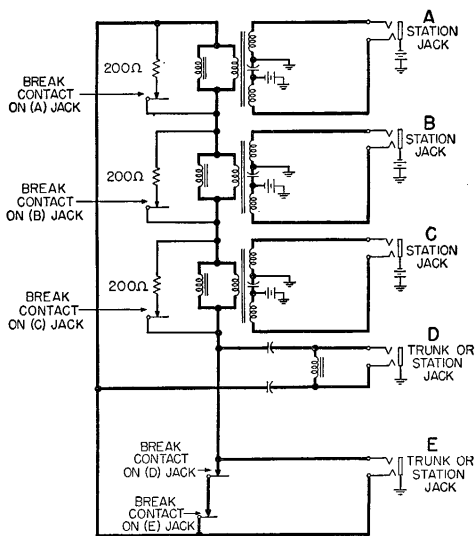 A
STATION
JACK
200Ω
BREAK
CONTACT
ON (A) JACK
B
STATION
JACK
200Ω
BREAK
CONTACT
ON (B) JACK
C
STATION
JACK
200Ω
BREAK
CONTACT
ON (C) JACK
D
TRUNK OR
STATION
JACK
BREAK
CONTACT
ON (D) JACK
E
TRUNK OR
STATION
JACK
BREAK
CONTACT
ON (E) JACK